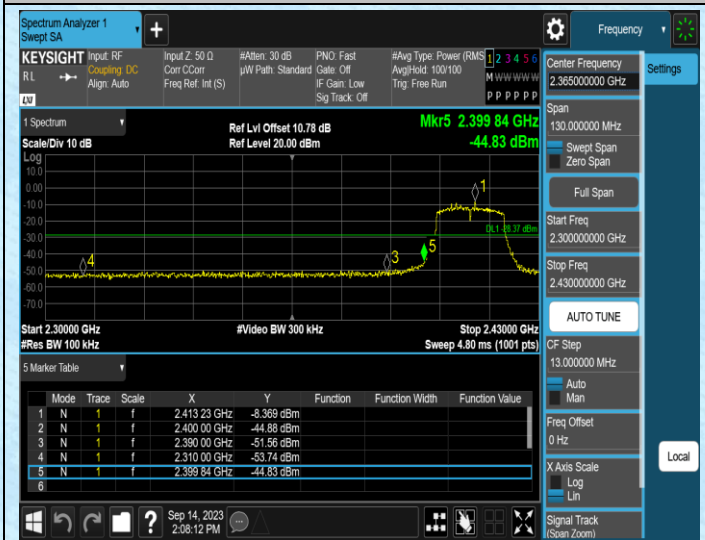 Spectrum Analyzer 1
Swept SA
+
Frequency
KEYSIGHT Input: RF Input Z: 50 Ω #Atten: 30 dB PNO: Fast #Avg Type: Power (RMS 1 2 3 4 5 6
RL Coupling: DC Corr CCorr µW Path: Standard Gate: Off Avg|Hold: 100/100 M W W W W W
Align: Auto Freq Ref: Int (S) IF Gain: Low Trig: Free Run
LXI Sig Track: Off P P P P P P
1 Spectrum
Ref Lvl Offset 10.78 dB Mkr5 2.399 84 GHz
Scale/Div 10 dB Ref Level 20.00 dBm -44.83 dBm
Log
10.0
0.00
-10.0
-20.0
-30.0
-40.0
-50.0
-60.0
-70.0
1
DL1 -28.37 dBm
5
3
4
Start 2.30000 GHz #Video BW 300 kHz Stop 2.43000 GHz
#Res BW 100 kHz Sweep 4.80 ms (1001 pts)
5 Marker Table
Mode Trace Scale X Y Function Function Width Function Value
1 N 1 f 2.413 23 GHz -8.369 dBm
2 N 1 f 2.400 00 GHz -44.88 dBm
3 N 1 f 2.390 00 GHz -51.56 dBm
4 N 1 f 2.310 00 GHz -53.74 dBm
5 N 1 f 2.399 84 GHz -44.83 dBm
6
Sep 14, 2023
2:08:12 PM
?
Center Frequency
2.365000000 GHz
Settings
Span
130.000000 MHz
Swept Span
Zero Span
Full Span
Start Freq
2.300000000 GHz
Stop Freq
2.430000000 GHz
AUTO TUNE
CF Step
13.000000 MHz
Auto
Man
Freq Offset
0 Hz
X Axis Scale
Log
Lin
Local
Signal Track
(Span Zoom)